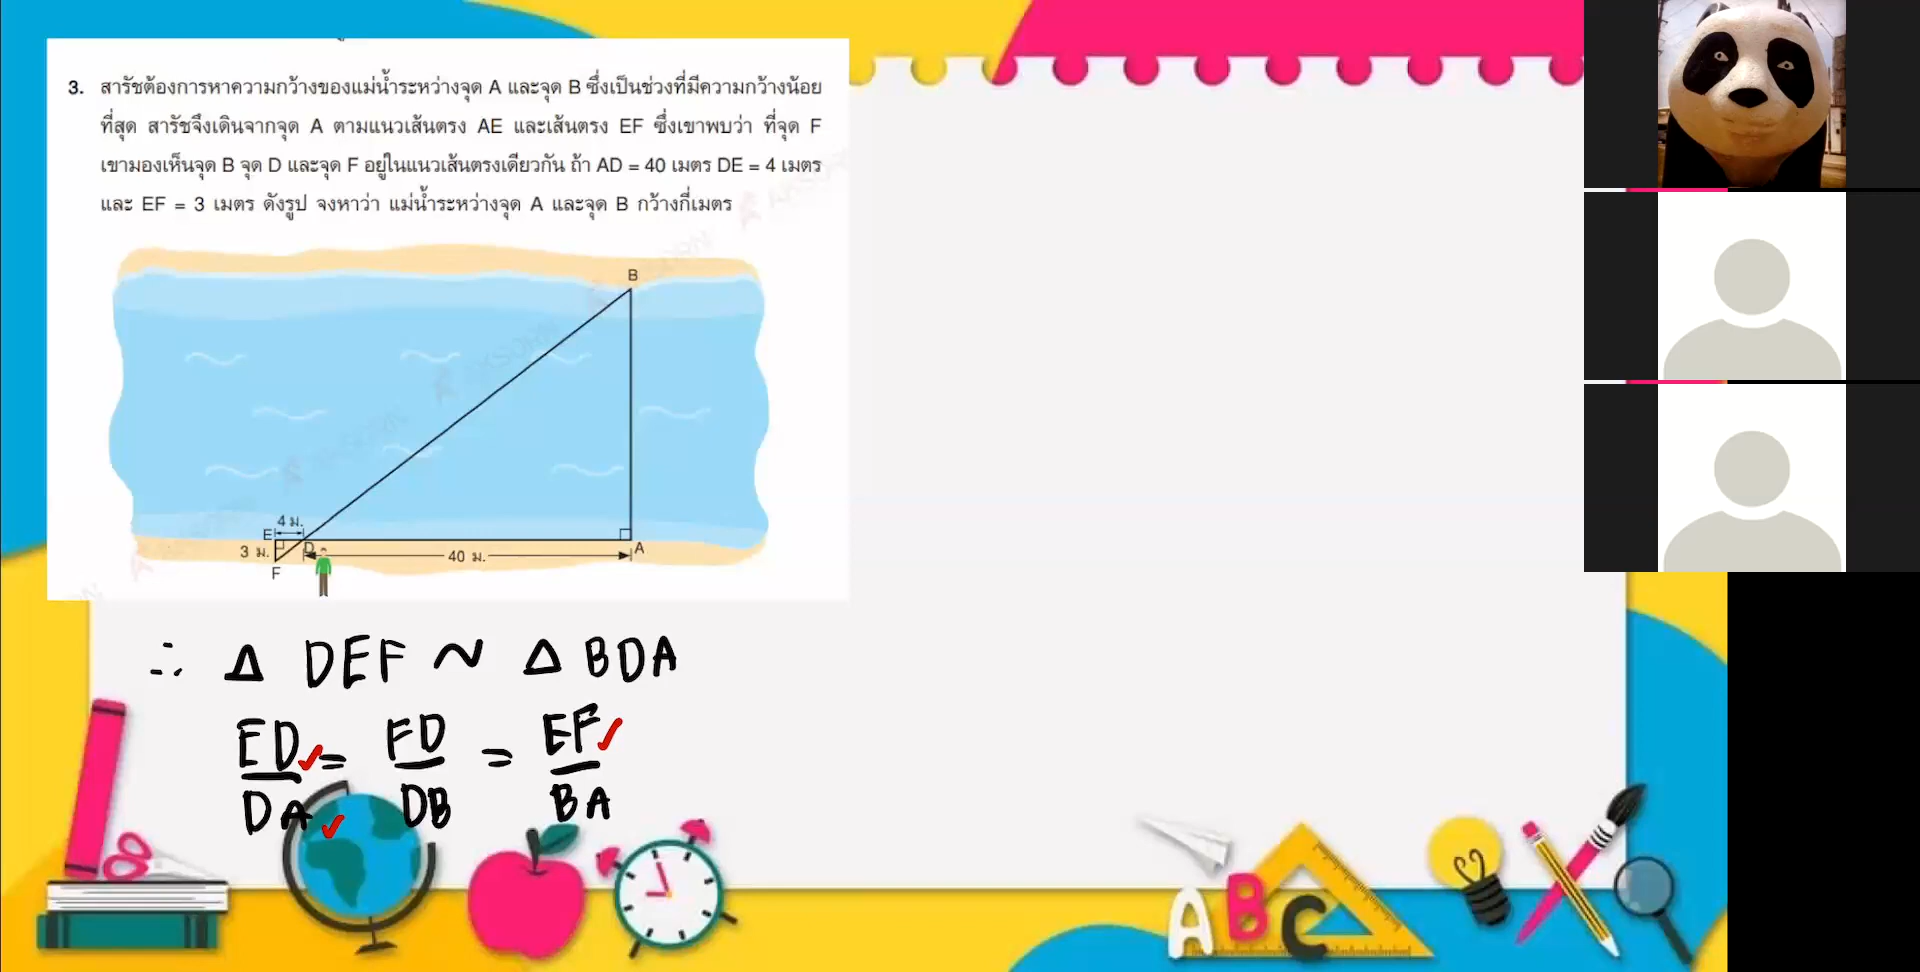 3. สารัชต้องการหาความกว้างของแม่น้ำระหว่างจุด A และจุด B ซึ่งเป็นช่วงที่มีความกว้างน้อย
ที่สุด สารัชจึงเดินจากจุด A ตามแนวเส้นตรง AE และเส้นตรง EF ซึ่งเขาพบว่า ที่จุด F
เขามองเห็นจุด B จุด D และจุด F อยู่ในแนวเส้นตรงเดียวกัน ถ้า AD = 40 เมตร DE = 4 เมตร
และ EF = 3 เมตร ดังรูป จงหาว่า แม่น้ำระหว่างจุด A และจุด B กว้างกี่เมตร
B
4 ม.
E
3 ม.
D
40 ม.
A
F
∴ Δ DEF ~ Δ BDA
ED/DA = FD/DB = EF/BA
ABC
AKSORN